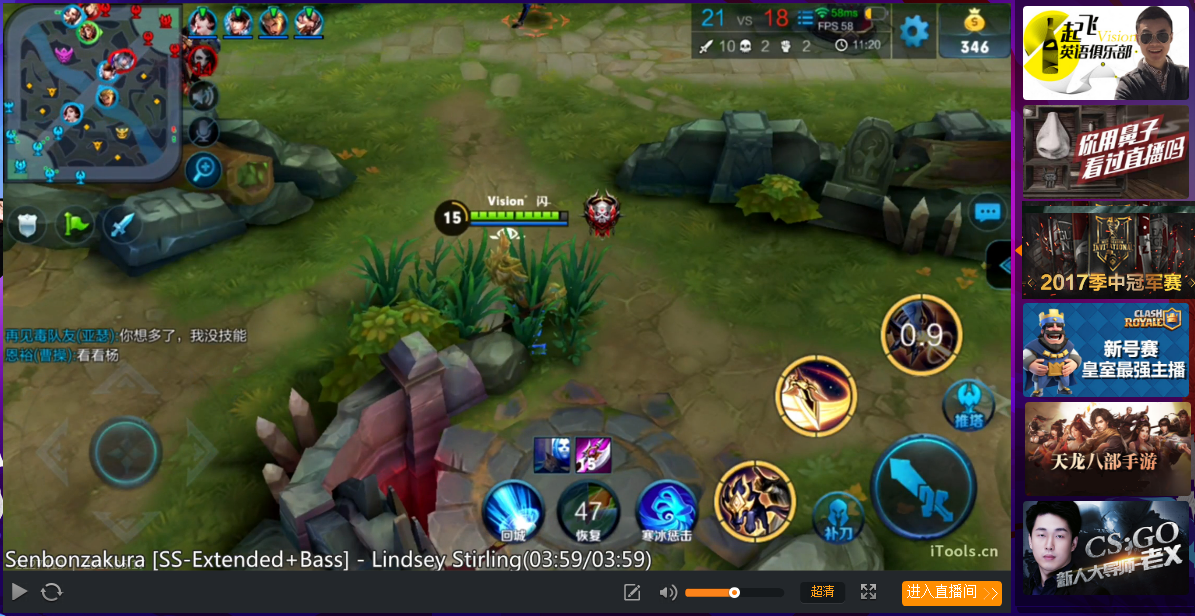 21 VS 18
58ms
FPS 58
10 2 2 11:20
346
Vision' 闪
15
再见毒队友(亚瑟):你想多了，我没技能
恩裕(曹操):看看杨
0.9
推塔
5
47
回城
恢复
寒冰惩击
补刀
iTools.cn
Senbonzakura [SS-Extended+Bass] - Lindsey Stirling(03:59/03:59)
超清
进入直播间
起飞
Vision
英语俱乐部
你用鼻子
看过直播吗
INVITATIONAL
2017季中冠军赛
CLASH
ROYALE
新号赛
皇室最强主播
天龙八部手游
CS:GO
新人大导师-老X